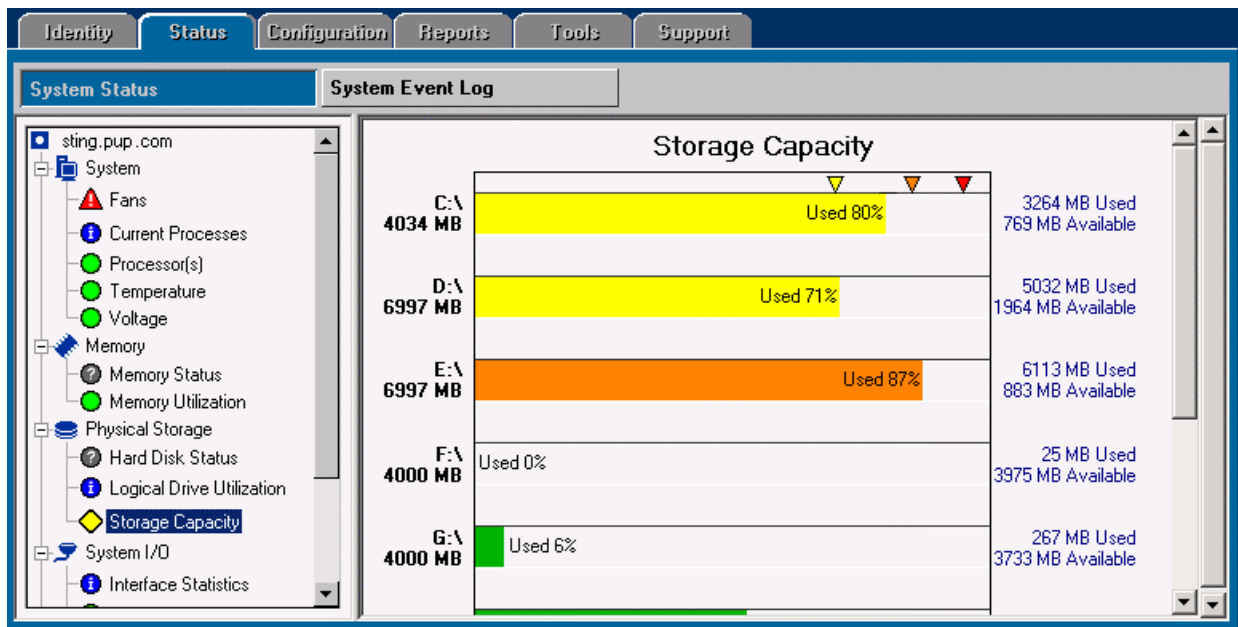 Identity Status Configuration Reports Tools Support
System Status System Event Log
sting.pup.com
System
Fans
Current Processes
Processor(s)
Temperature
Voltage
Memory
Memory Status
Memory Utilization
Physical Storage
Hard Disk Status
Logical Drive Utilization
Storage Capacity
System I/O
Interface Statistics
Storage Capacity
C:\
4034 MB
Used 80%
3264 MB Used
769 MB Available
D:\
6997 MB
Used 71%
5032 MB Used
1964 MB Available
E:\
6997 MB
Used 87%
6113 MB Used
883 MB Available
F:\
4000 MB
Used 0%
25 MB Used
3975 MB Available
G:\
4000 MB
Used 6%
267 MB Used
3733 MB Available